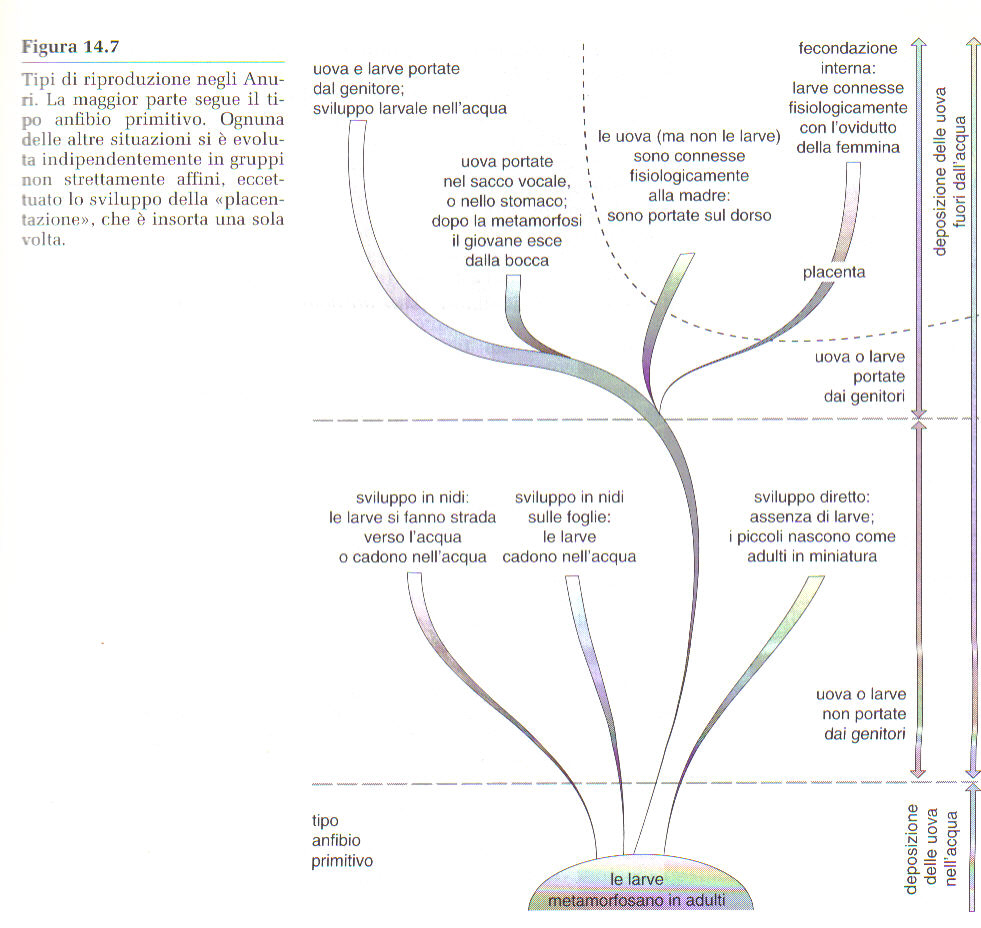 Figura 14.7
Tipi di riproduzione negli Anu-
ri. La maggior parte segue il ti-
po anfibio primitivo. Ognuna
delle altre situazioni si è evolu-
ta indipendentemente in gruppi
non strettamente affini, eccet-
tuato lo sviluppo della «placen-
tazione», che è insorta una sola
volta.
uova e larve portate
dal genitore;
sviluppo larvale nell'acqua
uova portate
nel sacco vocale,
o nello stomaco;
dopo la metamorfosi
il giovane esce
dalla bocca
le uova (ma non le larve)
sono connesse
fisiologicamente
alla madre:
sono portate sul dorso
fecondazione
interna:
larve connesse
fisiologicamente
con l'ovidutto
della femmina
placenta
uova o larve
portate
dai genitori
deposizione delle uova
fuori dall'acqua
sviluppo in nidi:
le larve si fanno strada
verso l'acqua
o cadono nell'acqua
sviluppo in nidi
sulle foglie:
le larve
cadono nell'acqua
sviluppo diretto:
assenza di larve;
i piccoli nascono come
adulti in miniatura
uova o larve
non portate
dai genitori
tipo
anfibio
primitivo
le larve
metamorfosano in adulti
deposizione
delle uova
nell'acqua